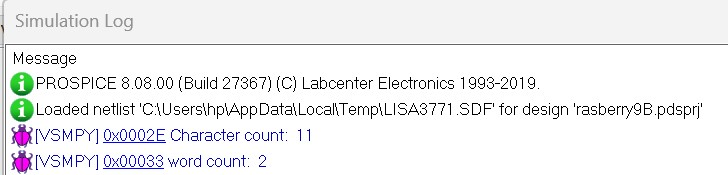 Simulation Log
Message
PROSPICE 8.08.00 (Build 27367) (C) Labcenter Electronics 1993-2019.
Loaded netlist 'C:\Users\hp\AppData\Local\Temp\LISA3771.SDF' for design 'rasberry9B.pdsprj'
[VSMPY] 0x0002E Character count: 11
[VSMPY] 0x00033 word count: 2